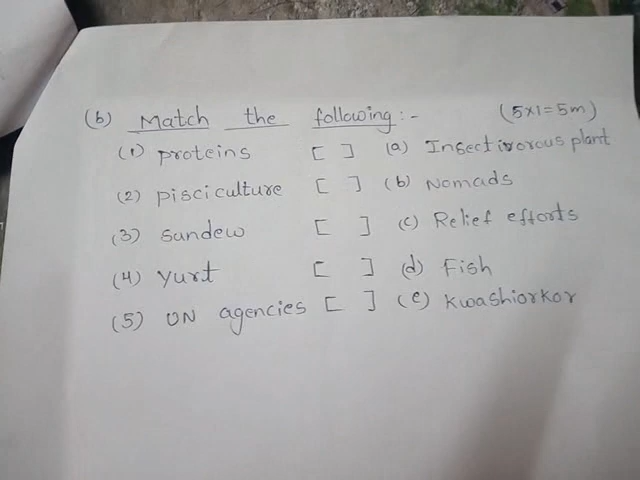 (b) Match the following :- (5x1=5m)
(1) proteins [ ] (a) Insectivorous plant
(2) pisciculture [ ] (b) Nomads
(3) sundew [ ] (c) Relief efforts
(4) yurt [ ] (d) Fish
(5) UN agencies [ ] (e) kwashiorkor